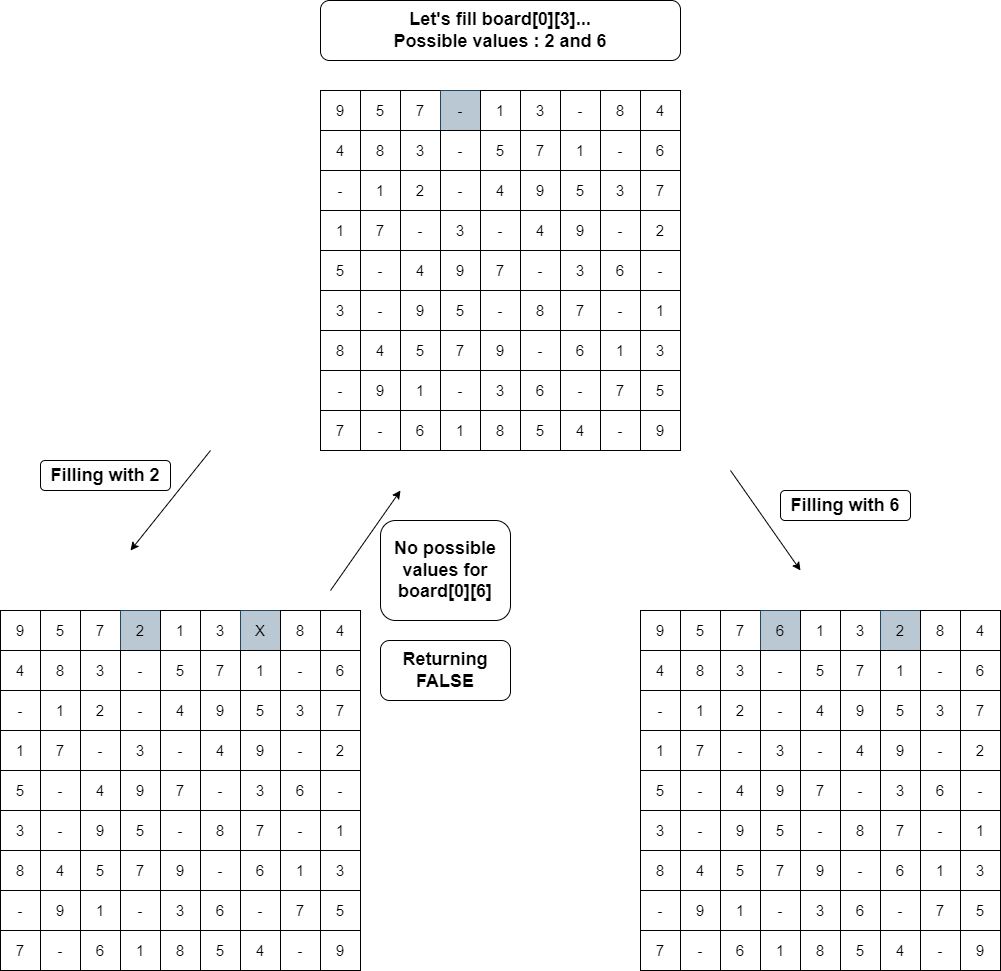 Let's fill board[0][3]...
Possible values : 2 and 6
9 5 7 - 1 3 - 8 4
4 8 3 - 5 7 1 - 6
- 1 2 - 4 9 5 3 7
1 7 - 3 - 4 9 - 2
5 - 4 9 7 - 3 6 -
3 - 9 5 - 8 7 - 1
8 4 5 7 9 - 6 1 3
- 9 1 - 3 6 - 7 5
7 - 6 1 8 5 4 - 9
Filling with 2
Filling with 6
No possible
values for
board[0][6]
Returning
FALSE
9 5 7 2 1 3 X 8 4
4 8 3 - 5 7 1 - 6
- 1 2 - 4 9 5 3 7
1 7 - 3 - 4 9 - 2
5 - 4 9 7 - 3 6 -
3 - 9 5 - 8 7 - 1
8 4 5 7 9 - 6 1 3
- 9 1 - 3 6 - 7 5
7 - 6 1 8 5 4 - 9
9 5 7 6 1 3 2 8 4
4 8 3 - 5 7 1 - 6
- 1 2 - 4 9 5 3 7
1 7 - 3 - 4 9 - 2
5 - 4 9 7 - 3 6 -
3 - 9 5 - 8 7 - 1
8 4 5 7 9 - 6 1 3
- 9 1 - 3 6 - 7 5
7 - 6 1 8 5 4 - 9